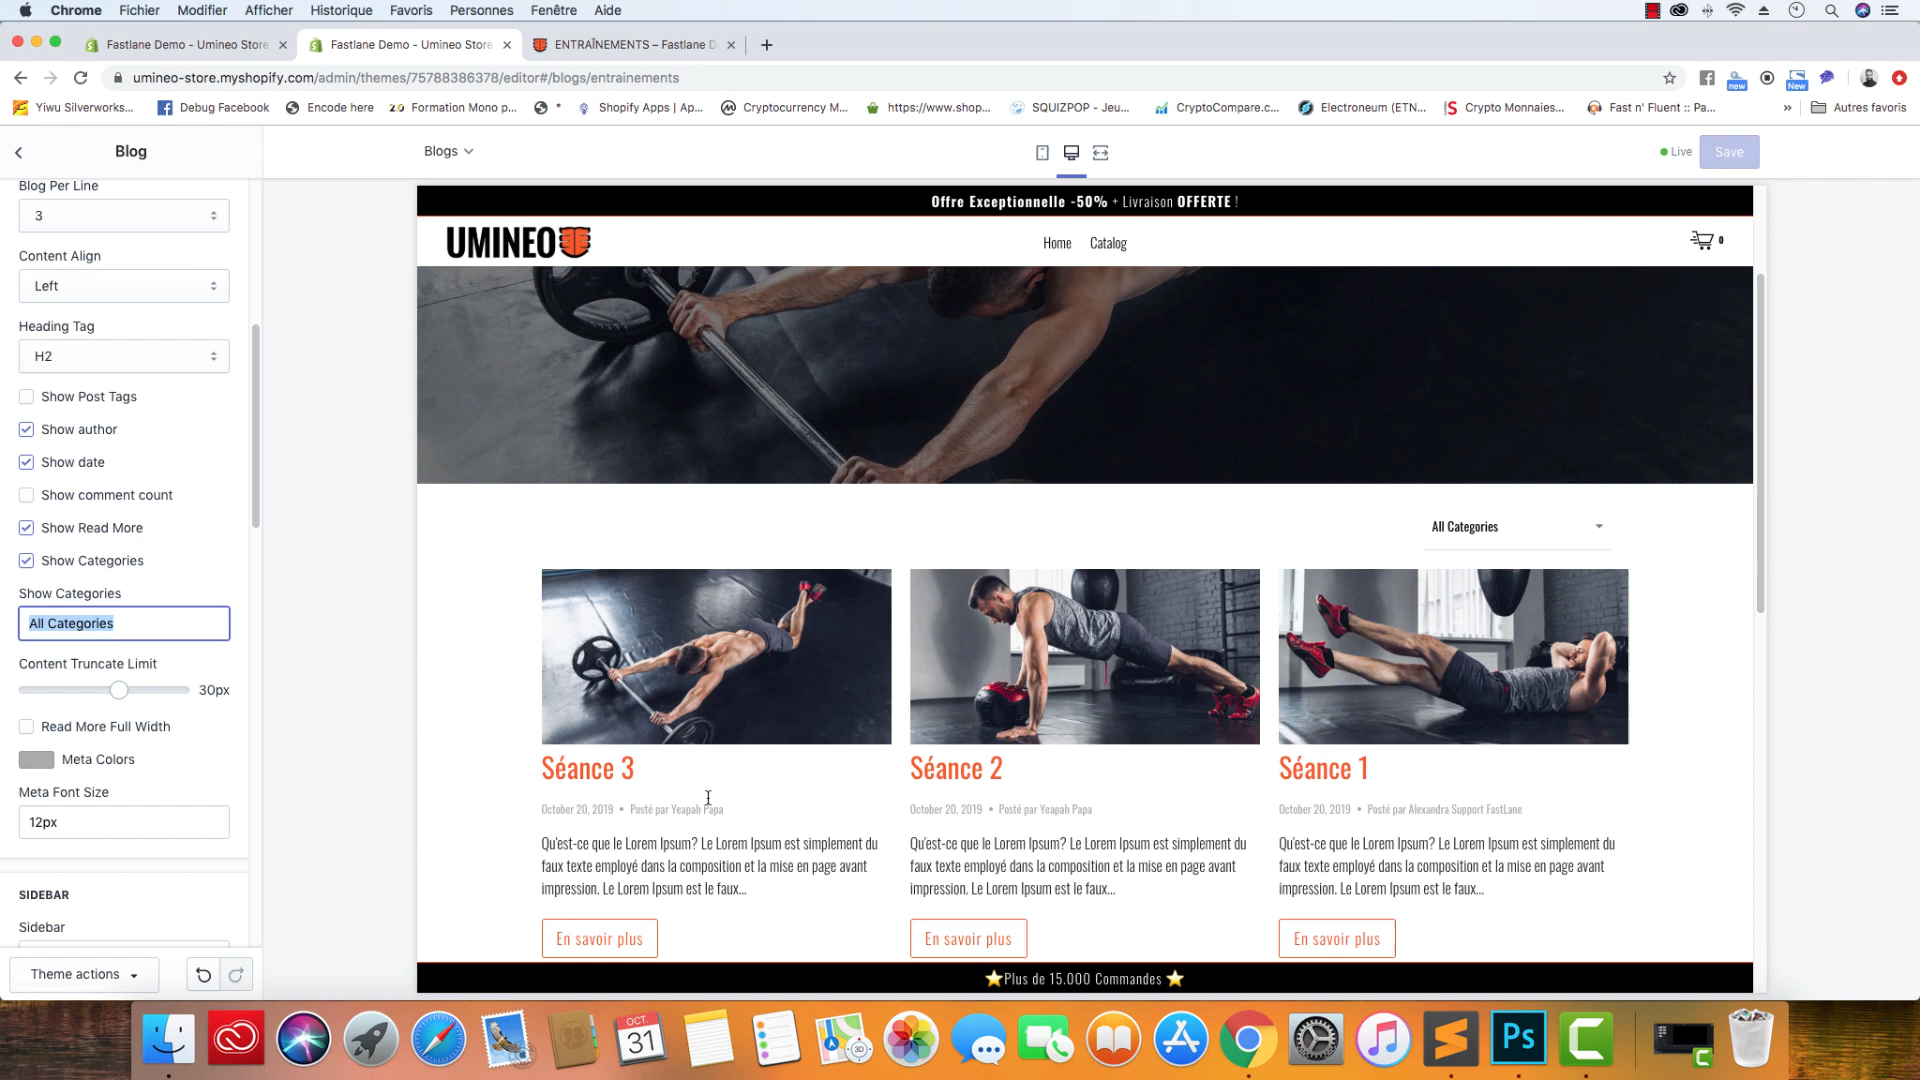 Chrome Fichier Modifier Afficher Historique Favoris Personnes Fenêtre Aide
Fastlane Demo - Umineo Store
Fastlane Demo - Umineo Store
ENTRAÎNEMENTS – Fastlane D
umineo-store.myshopify.com/admin/themes/75788386378/editor#/blogs/entrainements
new
New
Yiwu Silverworks...
Debug Facebook
Encode here
2.0 Formation Mono p...
*
Shopify Apps | Ap...
Cryptocurrency M...
https://www.shop...
SQUIZPOP - Jeu...
CryptoCompare.c...
Electroneum (ETN...
Crypto Monnaies...
Fast n' Fluent :: Pa...
»
Autres favoris
Blog
Blogs
Live
Save
Blog Per Line
3
Content Align
Left
Heading Tag
H2
Show Post Tags
Show author
Show date
Show comment count
Show Read More
Show Categories
Show Categories
All Categories
Content Truncate Limit
30px
Read More Full Width
Meta Colors
Meta Font Size
12px
SIDEBAR
Sidebar
Theme actions
Offre Exceptionnelle -50% + Livraison OFFERTE !
UMINEO
Home Catalog
0
All Categories
Séance 3
October 20, 2019 • Posté par Yeapah Papa
Qu'est-ce que le Lorem Ipsum? Le Lorem Ipsum est simplement du
faux texte employé dans la composition et la mise en page avant
impression. Le Lorem Ipsum est le faux...
En savoir plus
Séance 2
October 20, 2019 • Posté par Yeapah Papa
Qu'est-ce que le Lorem Ipsum? Le Lorem Ipsum est simplement du
faux texte employé dans la composition et la mise en page avant
impression. Le Lorem Ipsum est le faux...
En savoir plus
Séance 1
October 20, 2019 • Posté par Alexandra Support FastLane
Qu'est-ce que le Lorem Ipsum? Le Lorem Ipsum est simplement du
faux texte employé dans la composition et la mise en page avant
impression. Le Lorem Ipsum est le faux...
En savoir plus
Plus de 15.000 Commandes
OCT.
31
3D
Ps
C